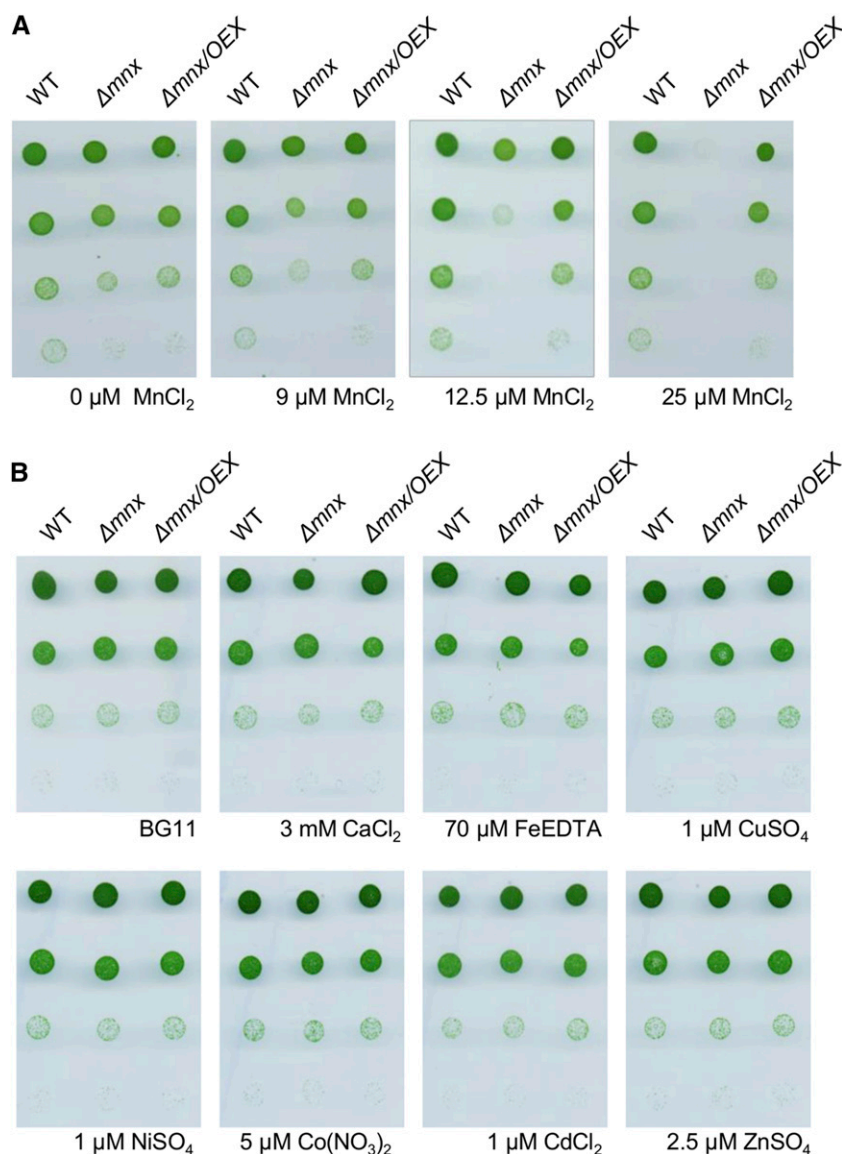 A
WT Δmnx Δmnx/OEX WT Δmnx Δmnx/OEX WT Δmnx Δmnx/OEX WT Δmnx Δmnx/OEX
0 µM MnCl₂ 9 µM MnCl₂ 12.5 µM MnCl₂ 25 µM MnCl₂
B
WT Δmnx Δmnx/OEX WT Δmnx Δmnx/OEX WT Δmnx Δmnx/OEX WT Δmnx Δmnx/OEX
BG11 3 mM CaCl₂ 70 µM FeEDTA 1 µM CuSO₄
1 µM NiSO₄ 5 µM Co(NO₃)₂ 1 µM CdCl₂ 2.5 µM ZnSO₄